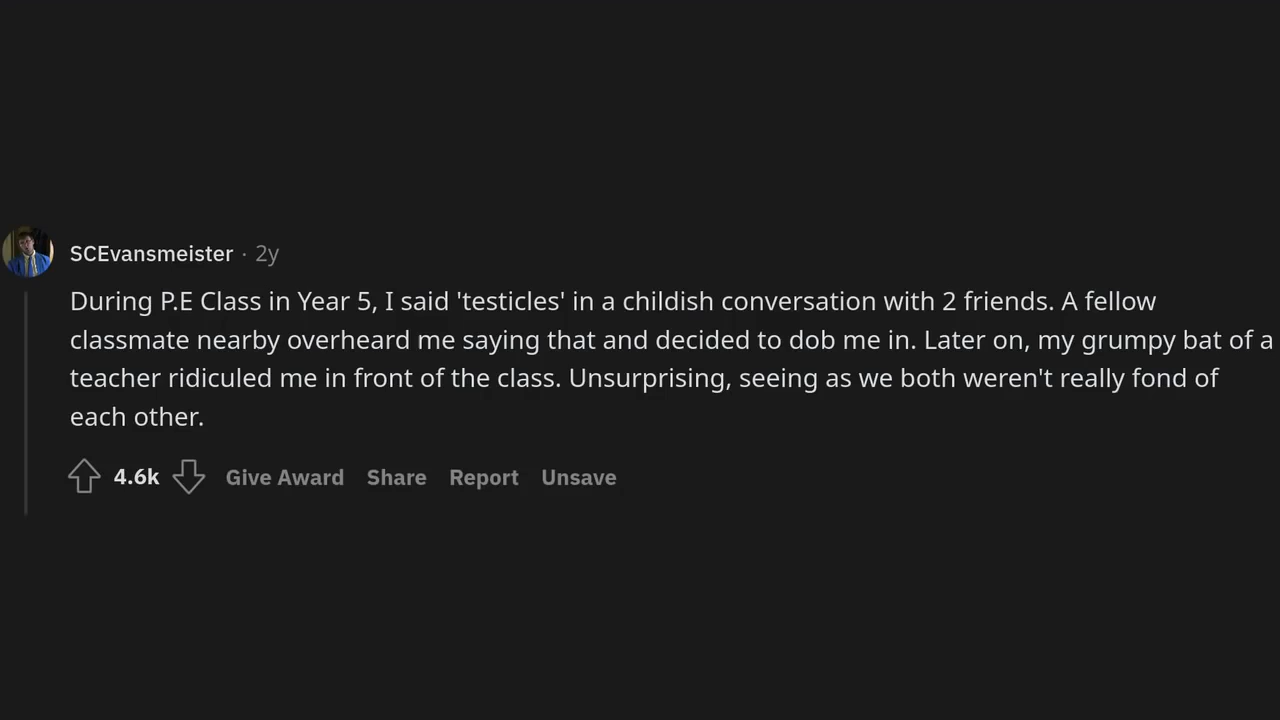 SCEvansmeister · 2y
During P.E Class in Year 5, I said 'testicles' in a childish conversation with 2 friends. A fellow
classmate nearby overheard me saying that and decided to dob me in. Later on, my grumpy bat of a
teacher ridiculed me in front of the class. Unsurprising, seeing as we both weren't really fond of
each other.
4.6k Give Award Share Report Unsave